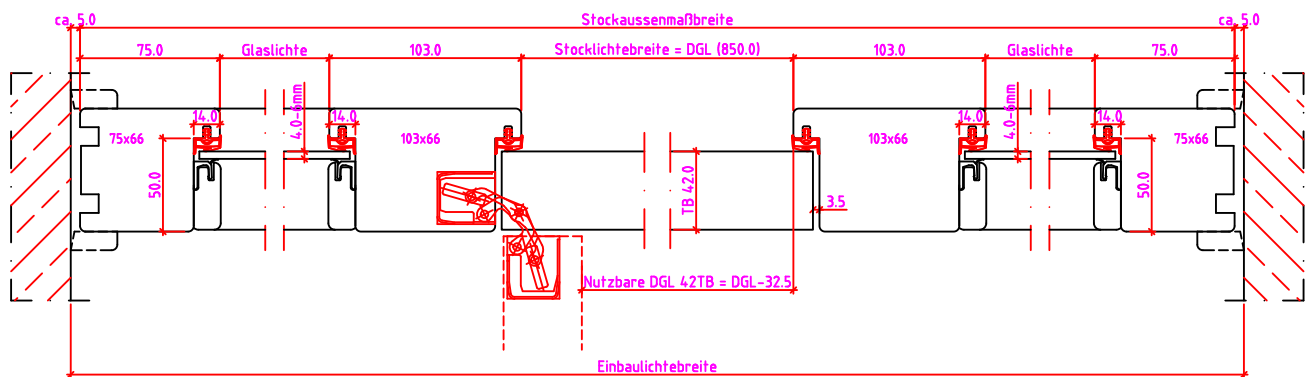 ca. 5.0
Stockaussenmaßbreite
ca. 5.0
75.0
Glaslichte
103.0
Stocklichtebreite = DGL (850.0)
103.0
Glaslichte
75.0
14.0
4.0-6mm
14.0
14.0
4.0-6mm
14.0
75x66
103x66
103x66
75x66
50.0
TB 42.0
3.5
50.0
Nutzbare DGL 42TB = DGL-32.5
Einbaulichtebreite